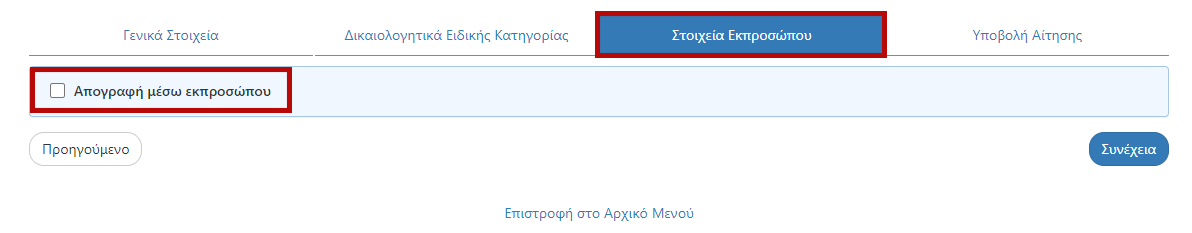 Γενικά Στοιχεία
Δικαιολογητικά Ειδικής Κατηγορίας
Στοιχεία Εκπροσώπου
Υποβολή Αίτησης
Απογραφή μέσω εκπροσώπου
Προηγούμενο
Συνέχεια
Επιστροφή στο Αρχικό Μενού